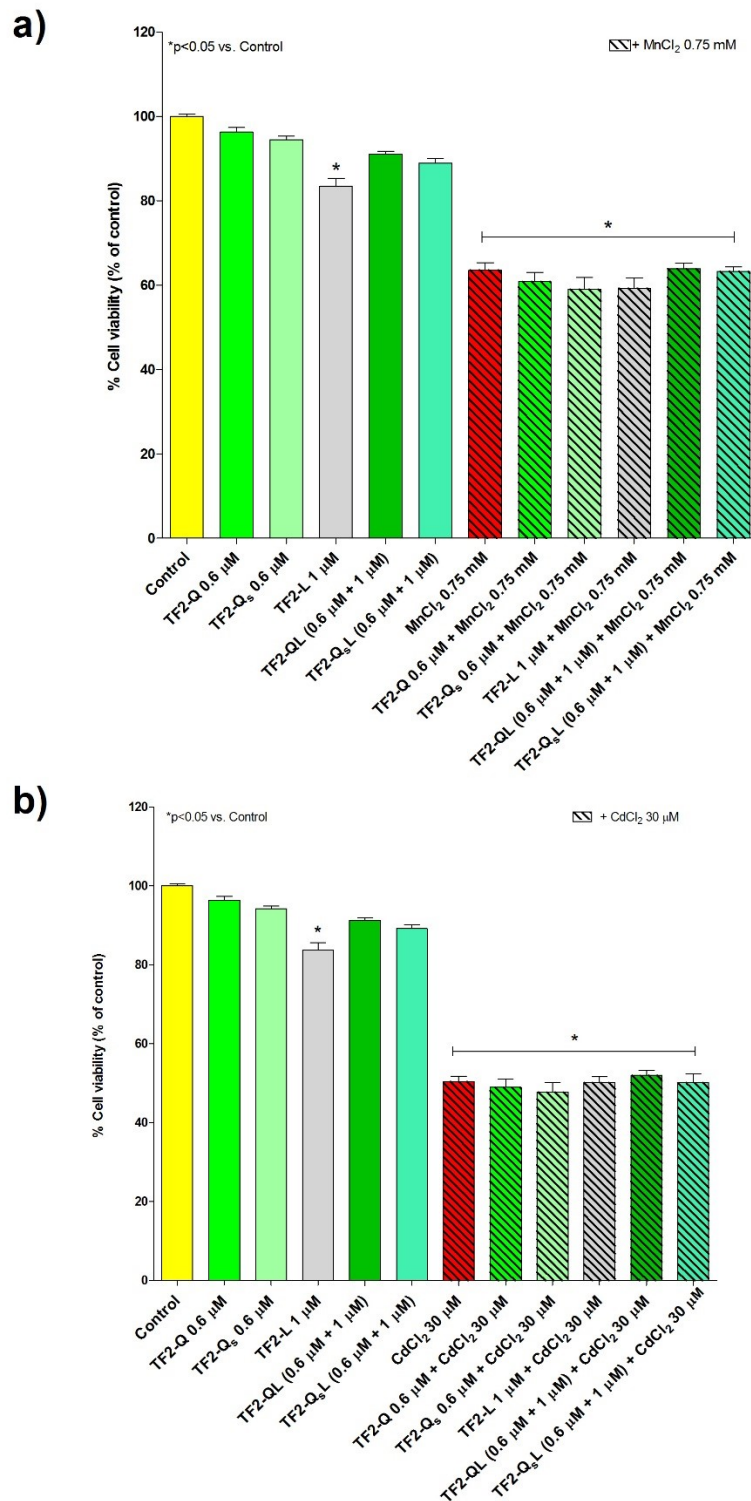 a)
120
*p<0.05 vs. Control
+ MnCl₂ 0.75 mM
100
*
80
*
60
40
20
0
% Cell viability (% of control)
Control
TF2-Q 0.6 µM
TF2-Qₛ 0.6 µM
TF2-L 1 µM
TF2-QL (0.6 µM + 1 µM)
TF2-QₛL (0.6 µM + 1 µM)
MnCl₂ 0.75 mM
TF2-Q 0.6 µM + MnCl₂ 0.75 mM
TF2-Qₛ 0.6 µM + MnCl₂ 0.75 mM
TF2-L 1 µM + MnCl₂ 0.75 mM
TF2-QL (0.6 µM + 1 µM) + MnCl₂ 0.75 mM
TF2-QₛL (0.6 µM + 1 µM) + MnCl₂ 0.75 mM
b)
120
*p<0.05 vs. Control
+ CdCl₂ 30 µM
100
*
80
*
60
40
20
0
% Cell viability (% of control)
Control
TF2-Q 0.6 µM
TF2-Qₛ 0.6 µM
TF2-L 1 µM
TF2-QL (0.6 µM + 1 µM)
TF2-QₛL (0.6 µM + 1 µM)
CdCl₂ 30 µM
TF2-Q 0.6 µM + CdCl₂ 30 µM
TF2-Qₛ 0.6 µM + CdCl₂ 30 µM
TF2-L 1 µM + CdCl₂ 30 µM
TF2-QL (0.6 µM + 1 µM) + CdCl₂ 30 µM
TF2-QₛL (0.6 µM + 1 µM) + CdCl₂ 30 µM